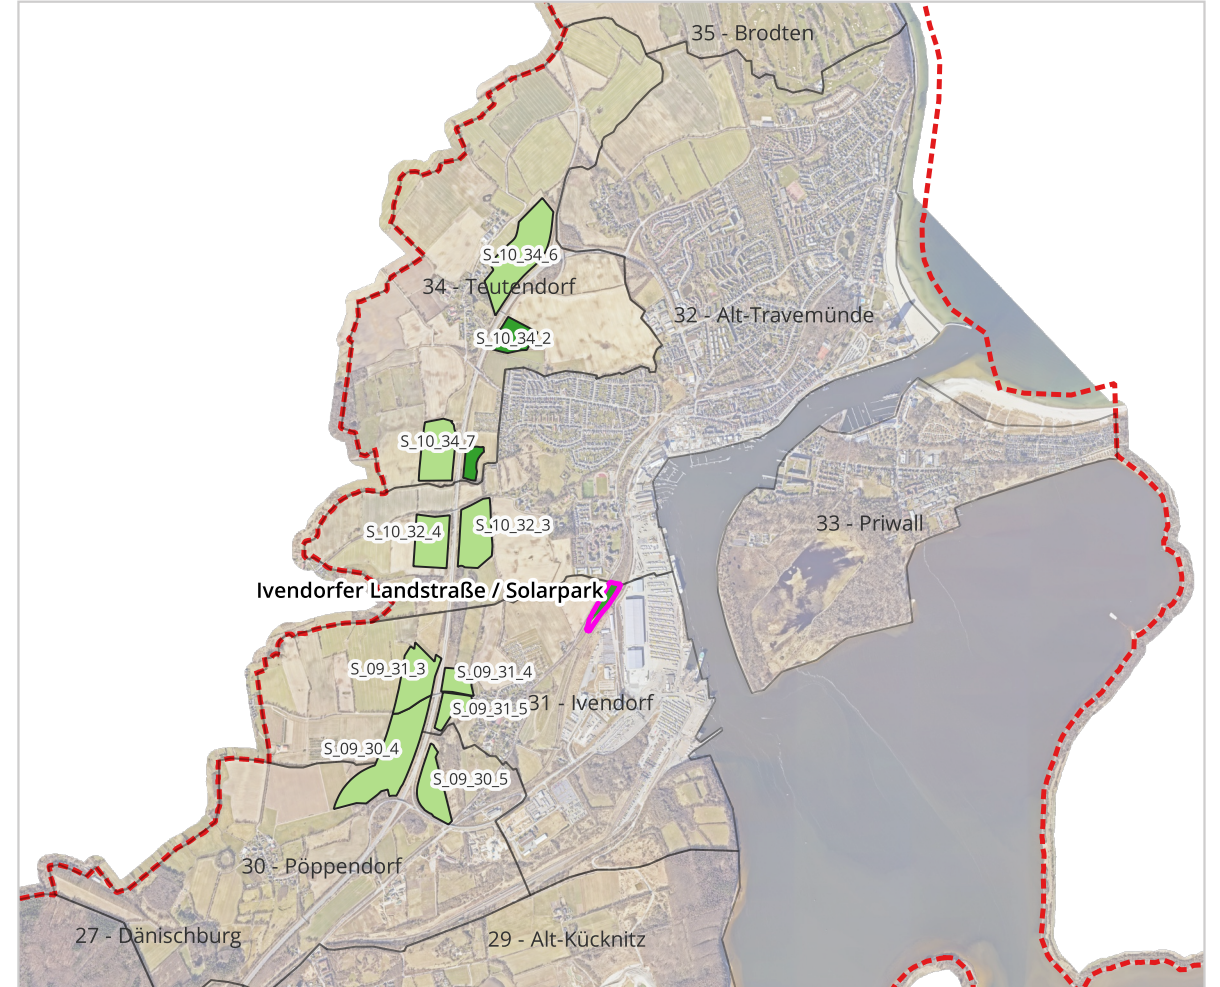 35 - Brodten
S_10_34_6
34 - Teutendorf
32 - Alt-Travemünde
S_10_34_2
S_10_34_7
S_10_32_4
S_10_32_3
33 - Priwall
Ivendorfer Landstraße / Solarpark
S_09_31_3
S_09_31_4
31 - Ivendorf
S_09_31_5
S_09_30_4
S_09_30_5
30 - Pöppendorf
27 - Dänischburg
29 - Alt-Kücknitz